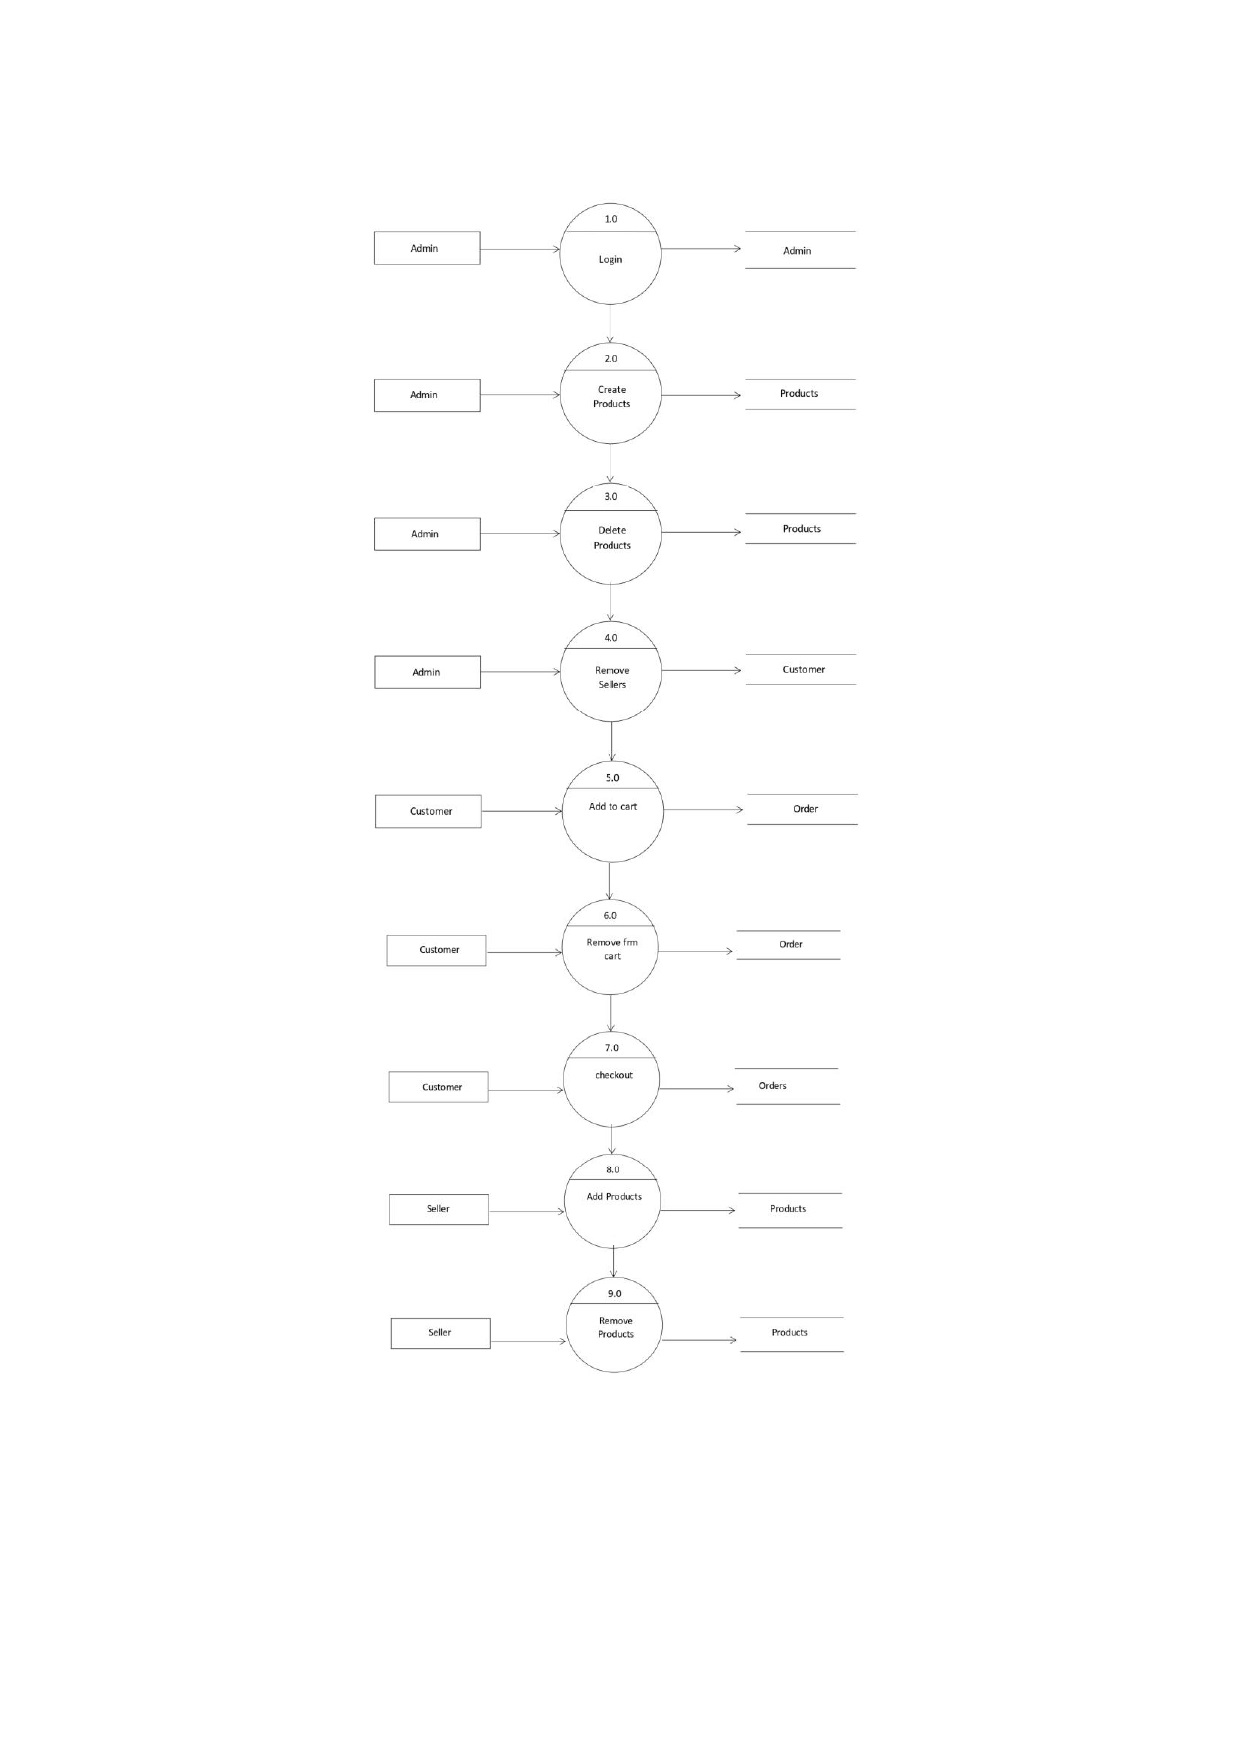 1.0
Admin
Login
Admin
2.0
Admin
Create
Products
Products
3.0
Admin
Delete
Products
Products
4.0
Admin
Remove
Sellers
Customer
5.0
Customer
Add to cart
Order
6.0
Customer
Remove frm
cart
Order
7.0
Customer
checkout
Orders
8.0
Seller
Add Products
Products
9.0
Seller
Remove
Products
Products